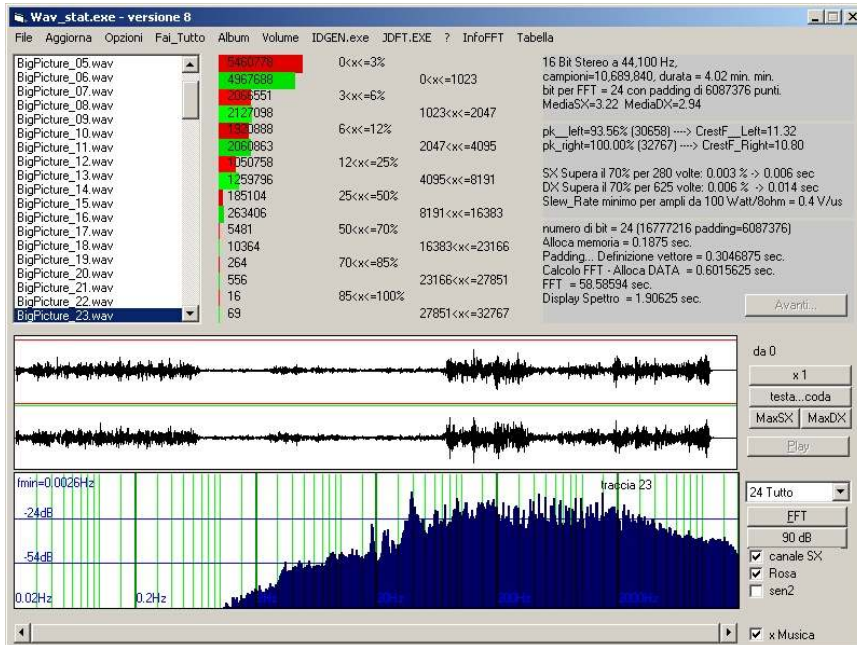 Wav_stat.exe - versione 8
File Aggiorna Opzioni Fai_Tutto Album Volume IDGEN.exe JDFT.EXE ? InfoFFT Tabella
BigPicture_05.wav
BigPicture_06.wav
BigPicture_07.wav
BigPicture_08.wav
BigPicture_09.wav
BigPicture_10.wav
BigPicture_11.wav
BigPicture_12.wav
BigPicture_13.wav
BigPicture_14.wav
BigPicture_15.wav
BigPicture_16.wav
BigPicture_17.wav
BigPicture_18.wav
BigPicture_19.wav
BigPicture_20.wav
BigPicture_21.wav
BigPicture_22.wav
BigPicture_23.wav
5460778 0<x<=3%
4967688 0<x<=1023
2066551 3<x<=6%
2127098 1023<x<=2047
1920888 6<x<=12%
2060863 2047<x<=4095
1050758 12<x<=25%
1259796 4095<x<=8191
185104 25<x<=50%
263406 8191<x<=16383
5481 50<x<=70%
10364 16383<x<=23166
264 70<x<=85%
556 23166<x<=27851
16 85<x<=100%
69 27851<x<=32767
16 Bit Stereo a 44,100 Hz,
campioni=10,689,840, durata = 4.02 min. min.
bit per FFT = 24 con padding di 6087376 punti.
MediaSX=3.22 MediaDX=2.94
pk__left=93.56% (30658) ----> CrestF__Left=11.32
pk_right=100.00% (32767) ----> CrestF_Right=10.80
SX Supera il 70% per 280 volte: 0.003 % -> 0.006 sec
DX Supera il 70% per 625 volte: 0.006 % -> 0.014 sec
Slew_Rate minimo per ampli da 100 Watt/8ohm = 0.4 V/us
numero di bit = 24 (16777216 padding=6087376)
Alloca memoria = 0.1875 sec.
Padding... Definizione vettore = 0.3046875 sec.
Calcolo FFT - Alloca DATA = 0.6015625 sec.
FFT = 58.58594 sec.
Display Spettro = 1.90625 sec.
Avanti...
da 0
x 1
testa...coda
MaxSX MaxDX
Play
fmin=0.0026Hz
traccia 23
-24dB
-54dB
0.02Hz 0.2Hz 2Hz 20Hz 200Hz 2000Hz
24 Tutto
FFT
90 dB
canale SX
Rosa
sen2
x Musica